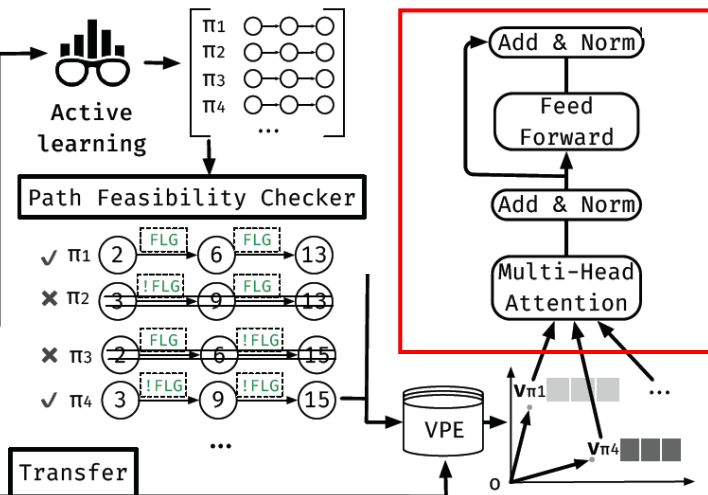 Active
learning
π1
π2
π3
π4
...
Path Feasibility Checker
✓ π1 2 FLG 6 FLG 13
✗ π2 3 !FLG 9 FLG 13
✗ π3 2 FLG 6 !FLG 15
✓ π4 3 !FLG 9 !FLG 15
...
Transfer
VPE
Add & Norm
Feed
Forward
Add & Norm
Multi-Head
Attention
Vπ1
...
Vπ4
O